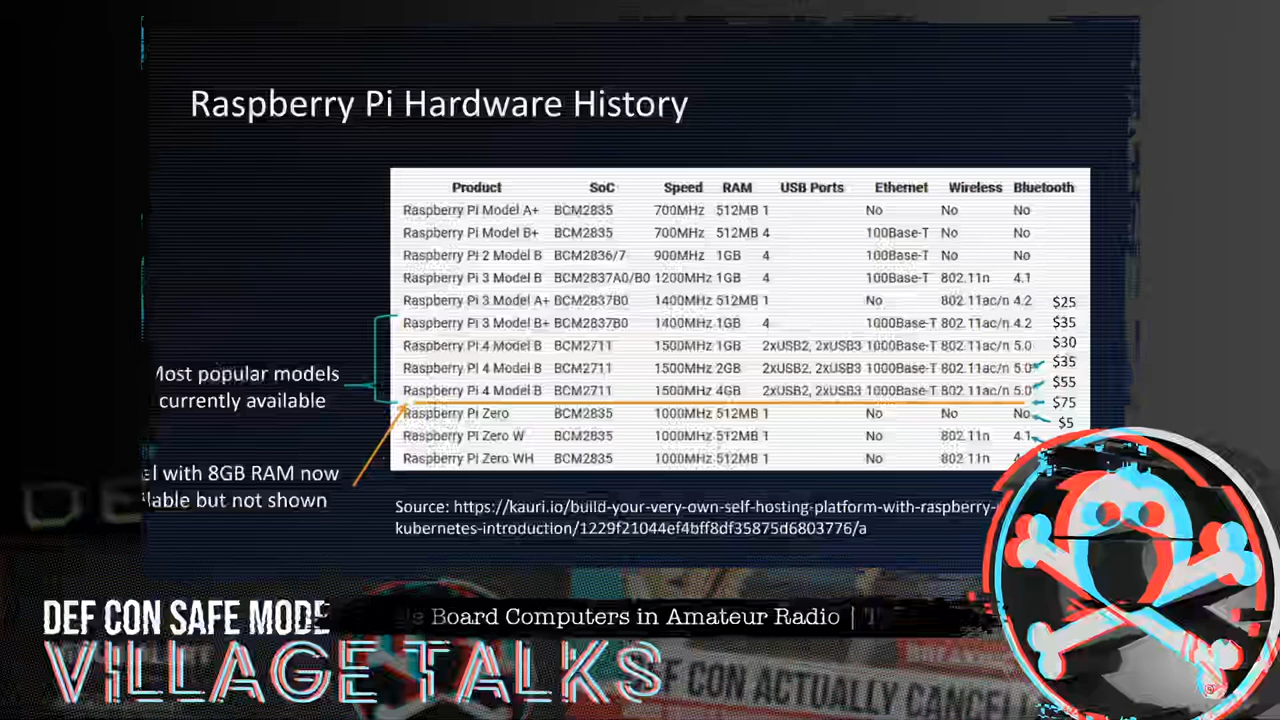 Raspberry Pi Hardware History
Product SoC Speed RAM USB Ports Ethernet Wireless Bluetooth
Raspberry Pi Model A+ BCM2835 700MHz 512MB 1 No No No
Raspberry Pi Model B+ BCM2835 700MHz 512MB 4 100Base-T No No
Raspberry Pi 2 Model B BCM2836/7 900MHz 1GB 4 100Base-T No No
Raspberry Pi 3 Model B BCM2837A0/B0 1200MHz 1GB 4 100Base-T 802.11n 4.1
Raspberry Pi 3 Model A+ BCM2837B0 1400MHz 512MB 1 No 802.11ac/n 4.2 $25
Raspberry Pi 3 Model B+ BCM2837B0 1400MHz 1GB 4 1000Base-T 802.11ac/n 4.2 $35
Raspberry Pi 4 Model B BCM2711 1500MHz 1GB 2xUSB2, 2xUSB3 1000Base-T 802.11ac/n 5.0 $30
Raspberry Pi 4 Model B BCM2711 1500MHz 2GB 2xUSB2, 2xUSB3 1000Base-T 802.11ac/n 5.0 $35
Raspberry Pi 4 Model B BCM2711 1500MHz 4GB 2xUSB2, 2xUSB3 1000Base-T 802.11ac/n 5.0 $55
$75
Raspberry Pi Zero BCM2835 1000MHz 512MB 1 No No No $5
Raspberry Pi Zero W BCM2835 1000MHz 512MB 1 No 802.11n 4.1
Raspberry Pi Zero WH BCM2835 1000MHz 512MB 1 No 802.11n 4.1
Most popular models
currently available
with 8GB RAM now
but not shown
Source: https://kauri.io/build-your-very-own-self-hosting-platform-with-raspberry-
kubernetes-introduction/1229f21044ef4bff8df35875d6803776/a
DEF CON SAFE MODE
Board Computers in Amateur Radio |
VILLAGE TALKS
DEF CON ACTUALLY